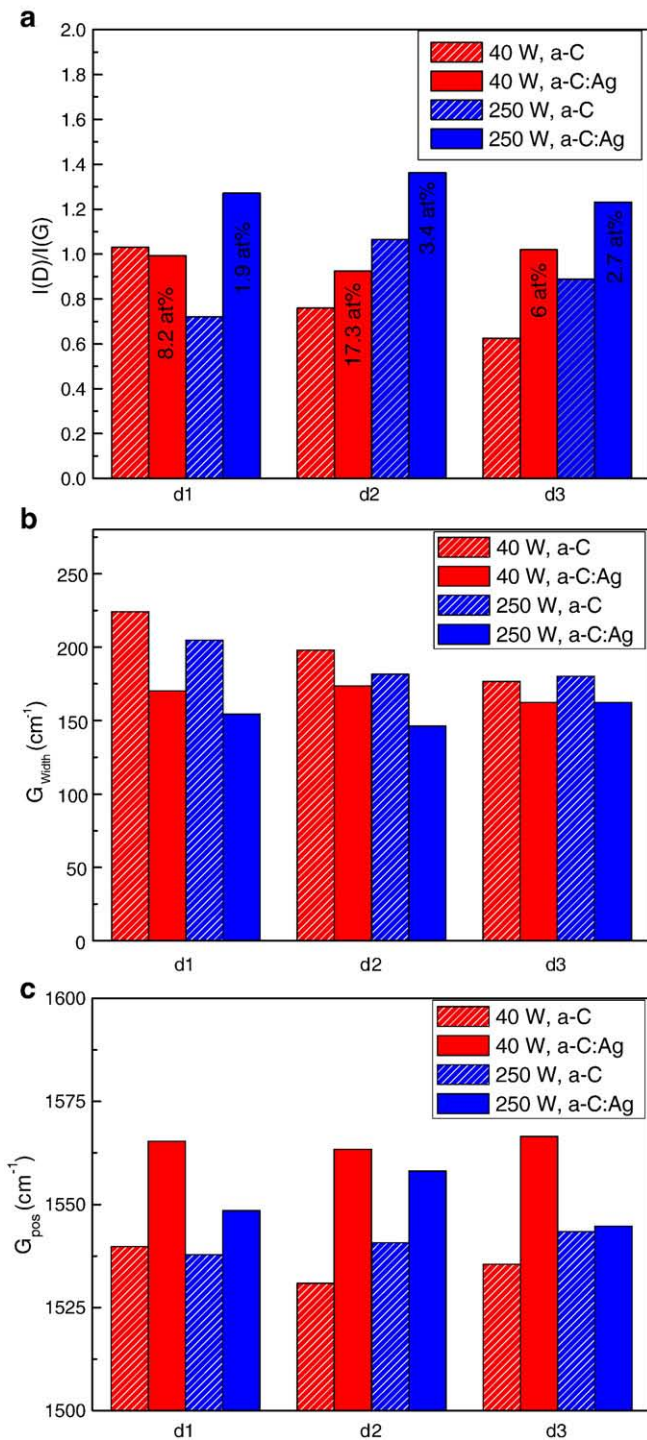 a
2.0
1.8
1.6
1.4
1.2
1.0
0.8
0.6
0.4
0.2
0.0
I(D)/I(G)
40 W, a-C
40 W, a-C:Ag
250 W, a-C
250 W, a-C:Ag
8.2 at%
1.9 at%
17.3 at%
3.4 at%
6 at%
2.7 at%
d1 d2 d3
b
250
200
150
100
50
0
G_Width (cm⁻¹)
40 W, a-C
40 W, a-C:Ag
250 W, a-C
250 W, a-C:Ag
d1 d2 d3
c
1600
1575
1550
1525
1500
G_pos (cm⁻¹)
40 W, a-C
40 W, a-C:Ag
250 W, a-C
250 W, a-C:Ag
d1 d2 d3